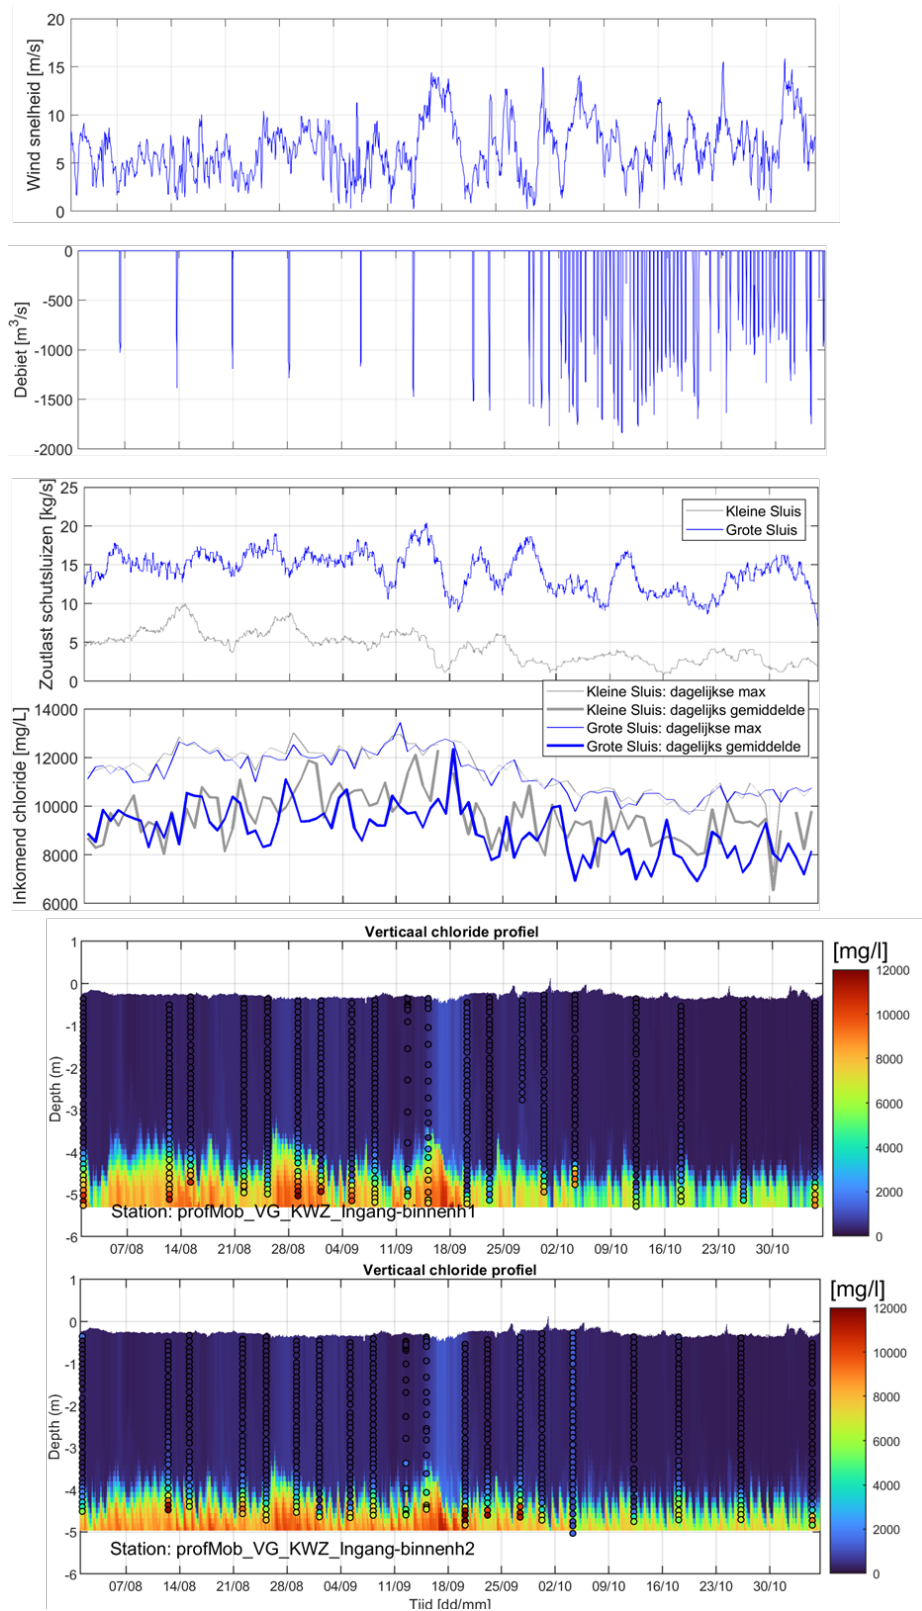 20
15
10
5
0
Wind snelheid [m/s]
0
-500
-1000
-1500
-2000
Debiet [m³/s]
25
20
15
10
5
0
Zoutlast schutsluizen [kg/s]
Kleine Sluis
Grote Sluis
14000
12000
10000
8000
6000
Inkomend chloride [mg/L]
Kleine Sluis: dagelijkse max
Kleine Sluis: dagelijks gemiddelde
Grote Sluis: dagelijkse max
Grote Sluis: dagelijks gemiddelde
Verticaal chloride profiel
[mg/l]
1
0
-1
-2
-3
-4
-5
-6
Depth (m)
12000
10000
8000
6000
4000
2000
0
Station: profMob_VG_KWZ_Ingang-binnenh1
07/08 14/08 21/08 28/08 04/09 11/09 18/09 25/09 02/10 09/10 16/10 23/10 30/10
Verticaal chloride profiel
[mg/l]
1
0
-1
-2
-3
-4
-5
-6
Depth (m)
12000
10000
8000
6000
4000
2000
0
Station: profMob_VG_KWZ_Ingang-binnenh2
07/08 14/08 21/08 28/08 04/09 11/09 18/09 25/09 02/10 09/10 16/10 23/10 30/10
Tijd [dd/mm]